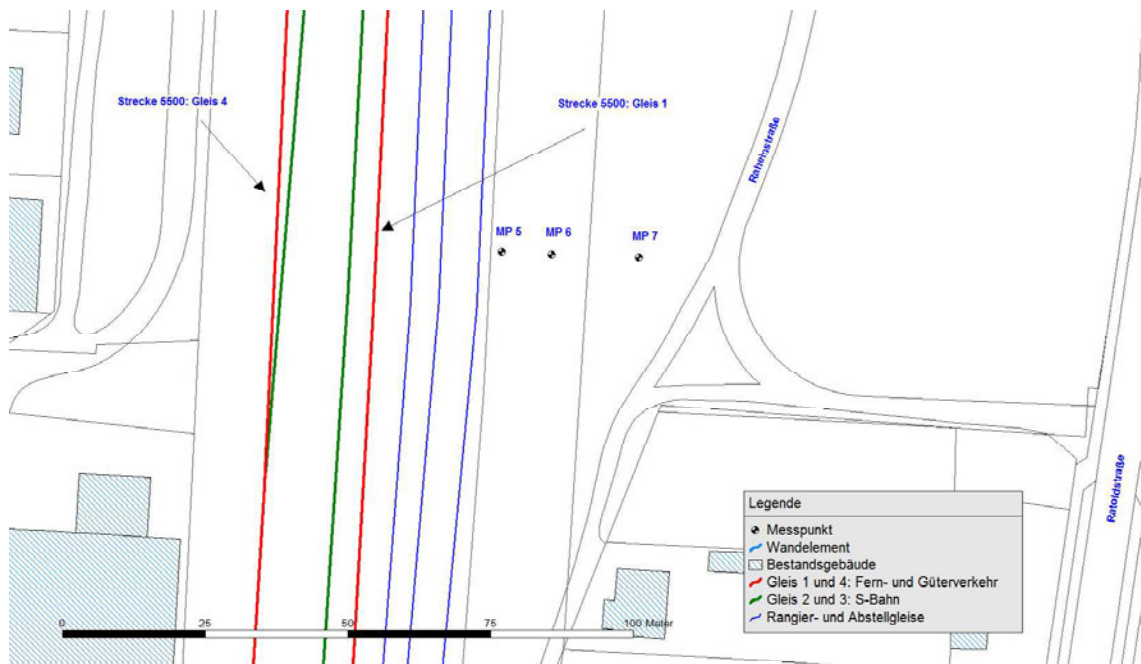 Strecke 5500: Gleis 4
Strecke 5500: Gleis 1
Raheinstraße
MP 5
MP 6
MP 7
Ratoldstraße
Legende
Messpunkt
Wandelement
Bestandsgebäude
Gleis 1 und 4: Fern- und Güterverkehr
Gleis 2 und 3: S-Bahn
Rangier- und Abstellgleise
0
25
50
75
100 Meter